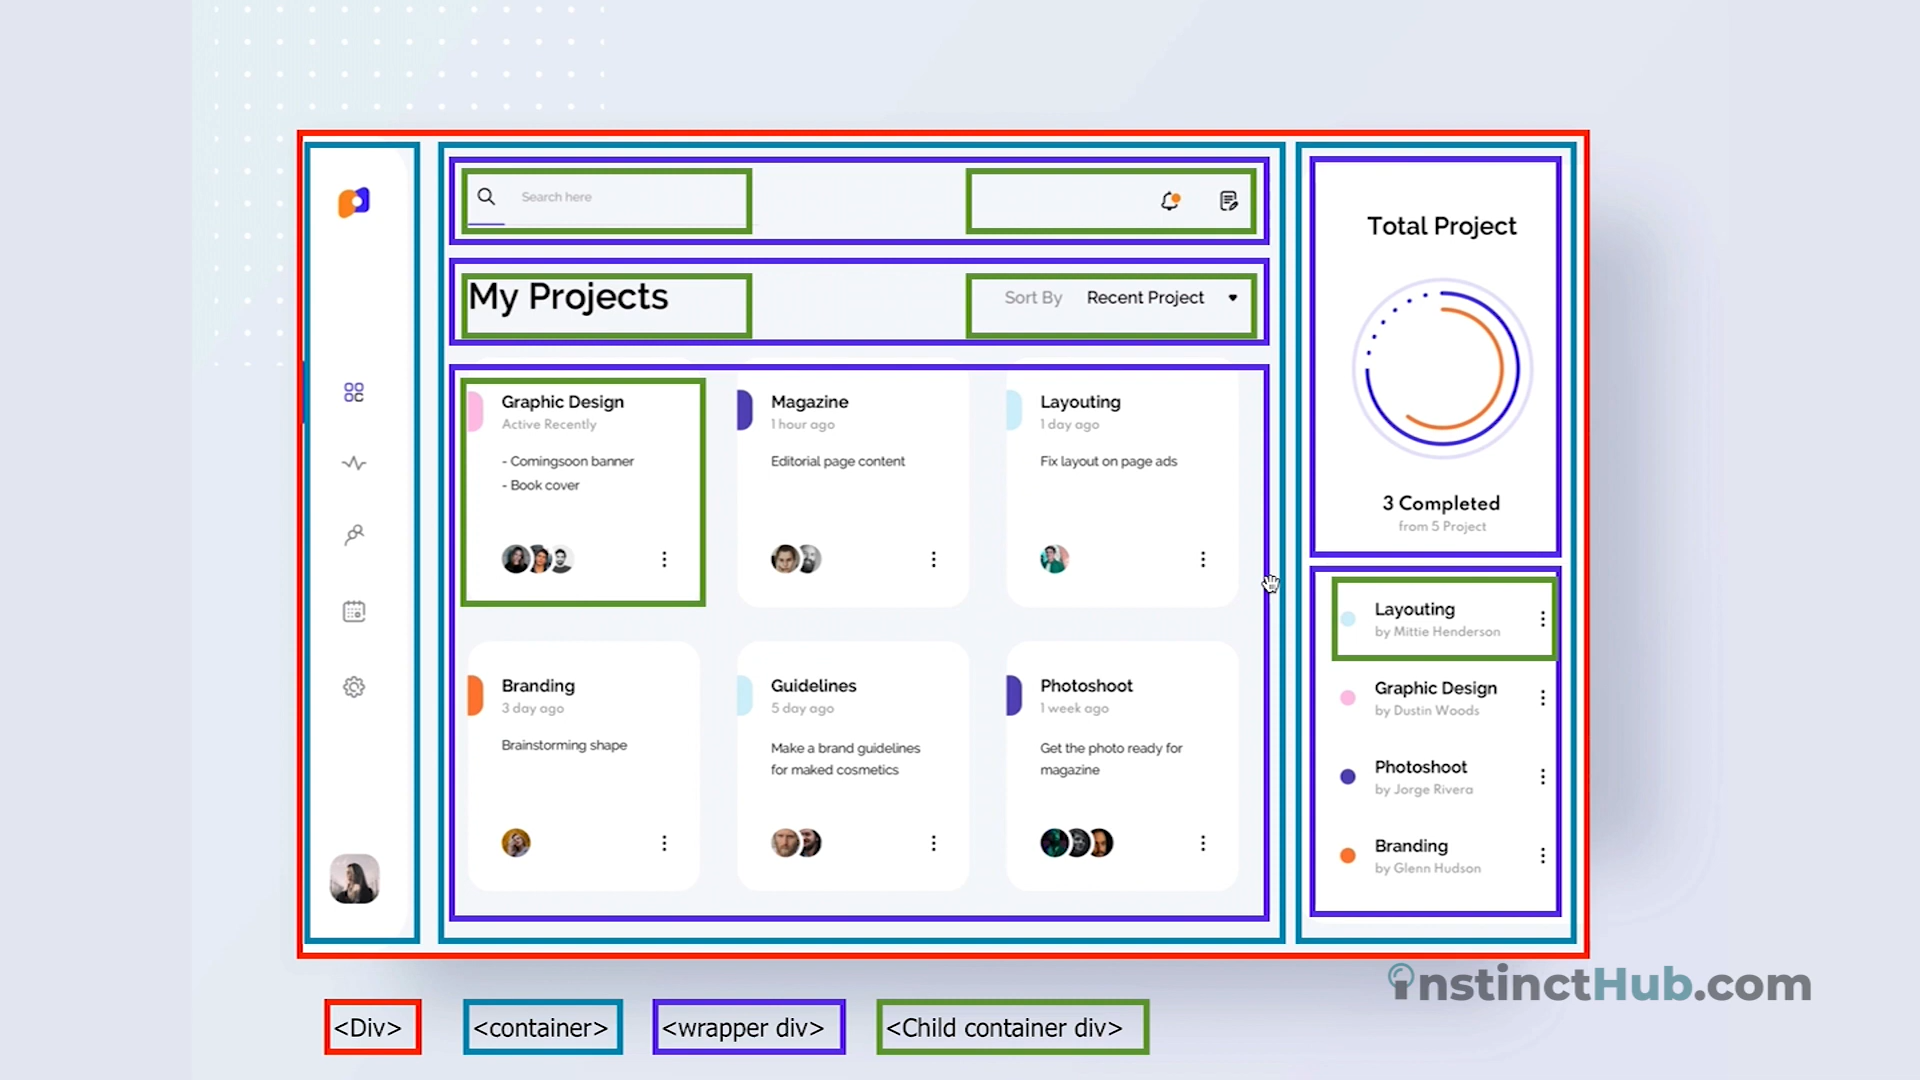 Search here
My Projects
Sort By Recent Project
Graphic Design
Active Recently
- Comingsoon banner
- Book cover
Magazine
1 hour ago
Editorial page content
Layouting
1 day ago
Fix layout on page ads
Branding
3 day ago
Brainstorming shape
Guidelines
5 day ago
Make a brand guidelines
for maked cosmetics
Photoshoot
1 week ago
Get the photo ready for
magazine
Total Project
3 Completed
from 5 Project
Layouting
by Mittie Henderson
Graphic Design
by Dustin Woods
Photoshoot
by Jorge Rivera
Branding
by Glenn Hudson
instinctHub.com
<Div>
<container>
<wrapper div>
<Child container div>